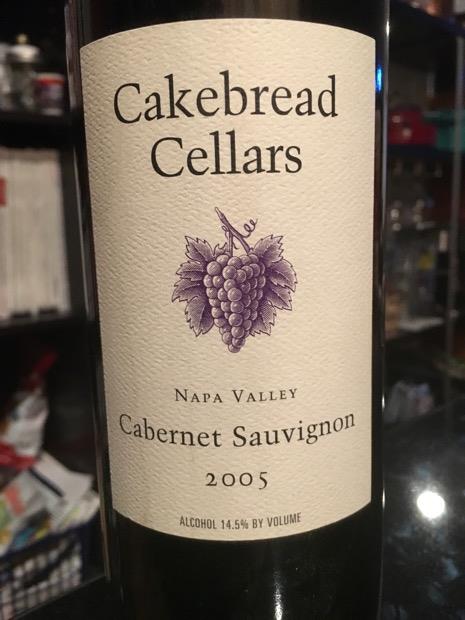 Cakebread
Cellars
NAPA VALLEY
Cabernet Sauvignon
2005
ALCOHOL 14.5% BY VOLUME